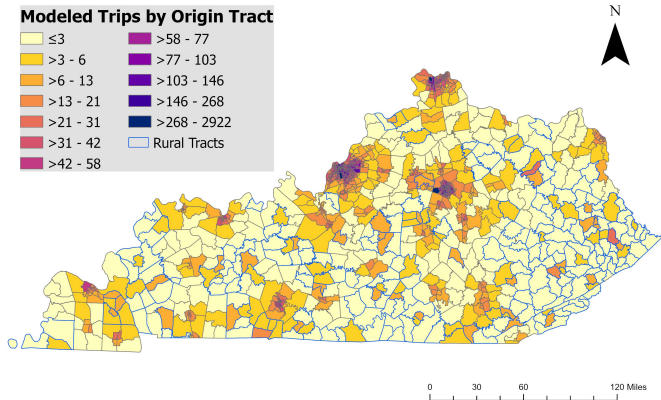 Modeled Trips by Origin Tract
≤3
>3 - 6
>6 - 13
>13 - 21
>21 - 31
>31 - 42
>42 - 58
>58 - 77
>77 - 103
>103 - 146
>146 - 268
>268 - 2922
Rural Tracts
N
0 30 60 120 Miles